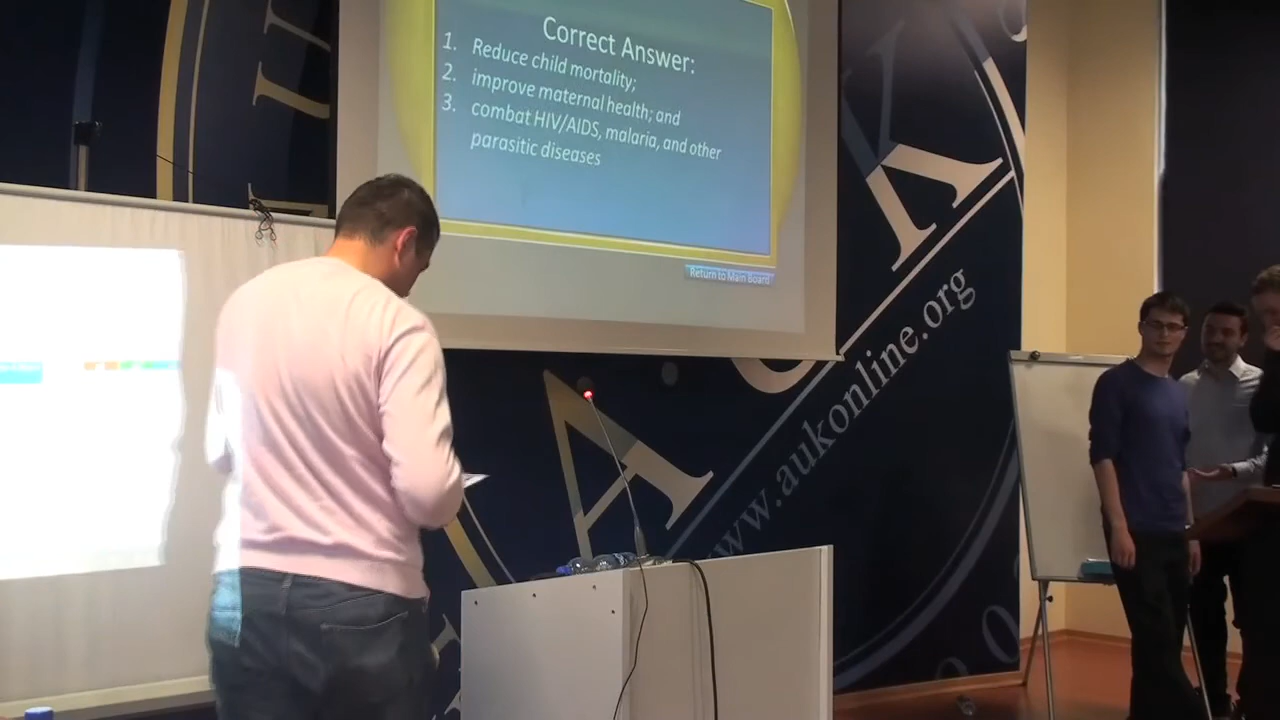 Correct Answer:
1. Reduce child mortality;
2. improve maternal health; and
3. combat HIV/AIDS, malaria, and other
parasitic diseases
Return to Main Board
A U K
www.aukonline.org